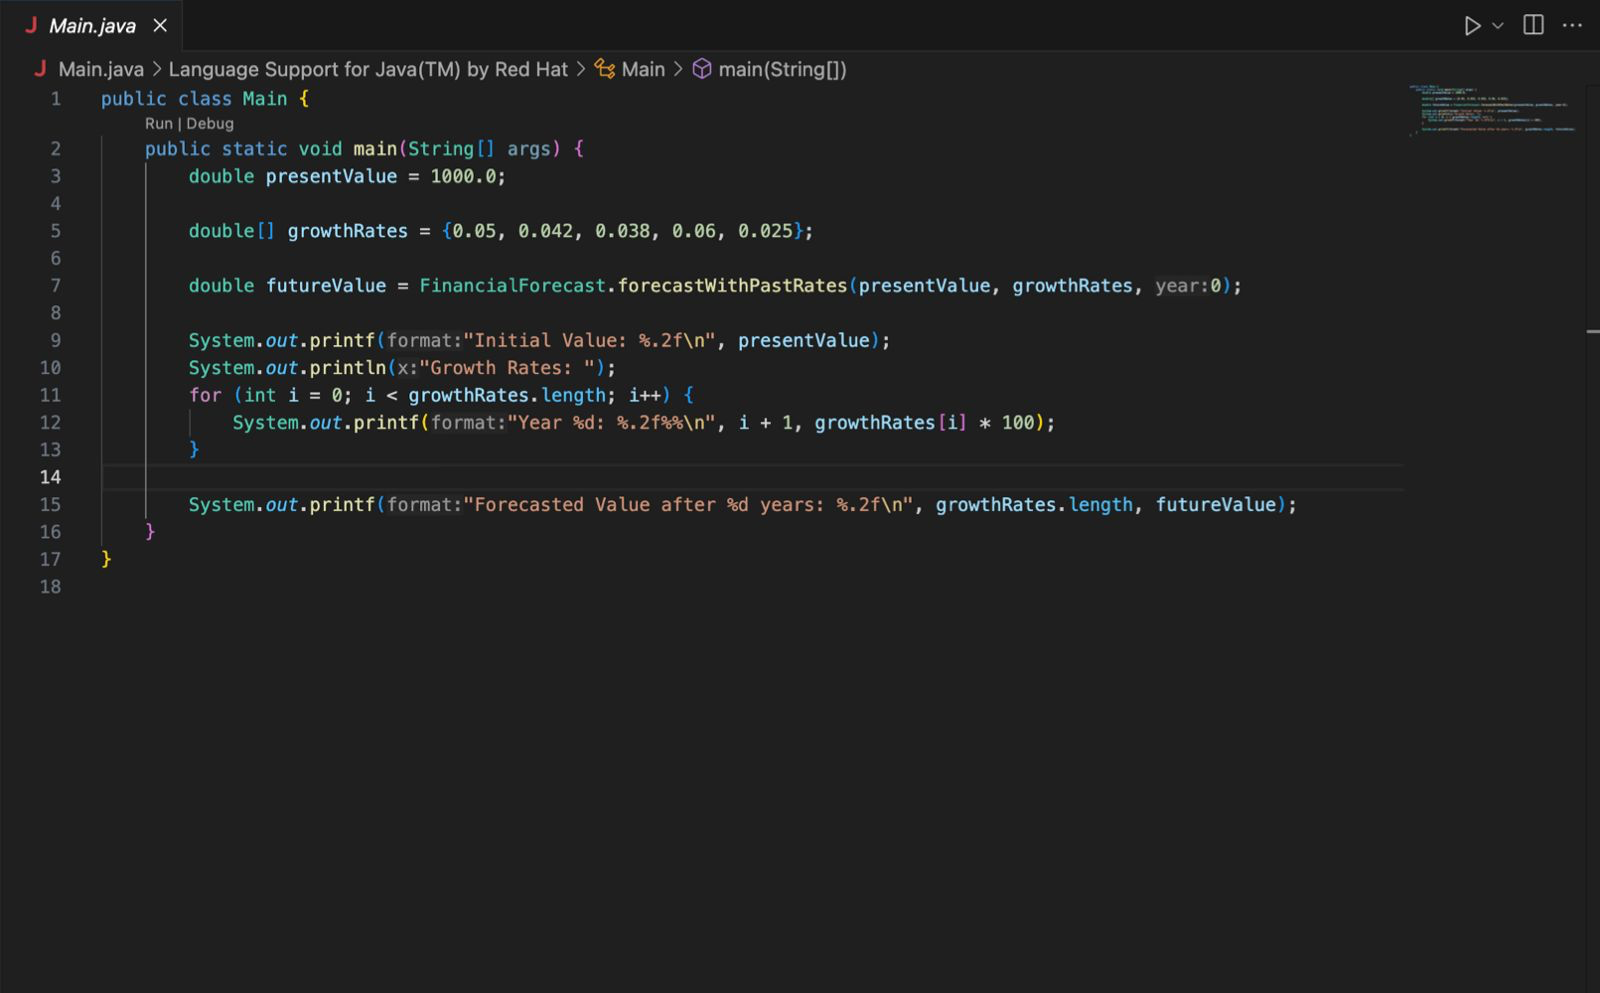 J Main.java ×
J Main.java > Language Support for Java(TM) by Red Hat > Main > main(String[])
1 public class Main {
Run | Debug
2 public static void main(String[] args) {
3 double presentValue = 1000.0;
4
5 double[] growthRates = {0.05, 0.042, 0.038, 0.06, 0.025};
6
7 double futureValue = FinancialForecast.forecastWithPastRates(presentValue, growthRates, year:0);
8
9 System.out.printf(format:"Initial Value: %.2f\n", presentValue);
10 System.out.println(x:"Growth Rates: ");
11 for (int i = 0; i < growthRates.length; i++) {
12 System.out.printf(format:"Year %d: %.2f%%\n", i + 1, growthRates[i] * 100);
13 }
14
15 System.out.printf(format:"Forecasted Value after %d years: %.2f\n", growthRates.length, futureValue);
16 }
17 }
18